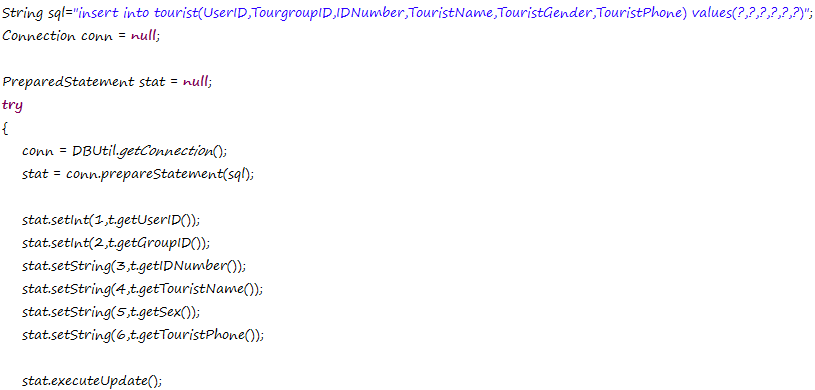 String sql="insert into tourist(UserID,TourgroupID,IDNumber,TouristName,TouristGender,TouristPhone) values(?,?,?,?,?,?)";
Connection conn = null;
PreparedStatement stat = null;
try
{
conn = DBUtil.getConnection();
stat = conn.prepareStatement(sql);
stat.setInt(1,t.getUserID());
stat.setInt(2,t.getGroupID());
stat.setString(3,t.getIDNumber());
stat.setString(4,t.getTouristName());
stat.setString(5,t.getSex());
stat.setString(6,t.getTouristPhone());
stat.executeUpdate();